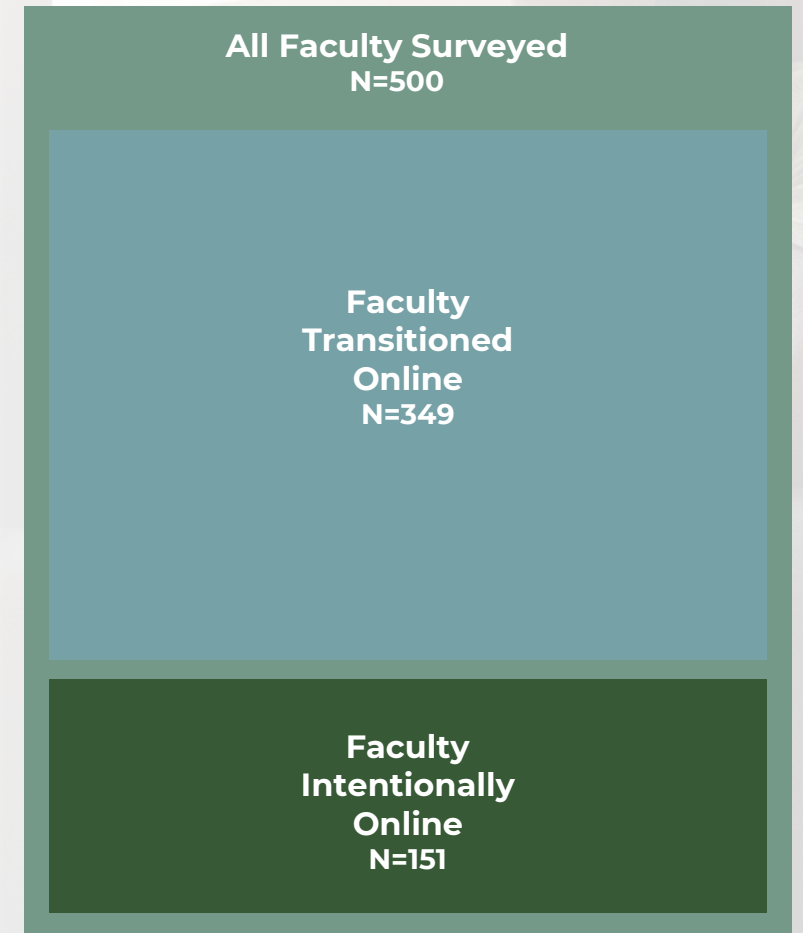 All Faculty Surveyed
N=500
Faculty
Transitioned
Online
N=349
Faculty
Intentionally
Online
N=151